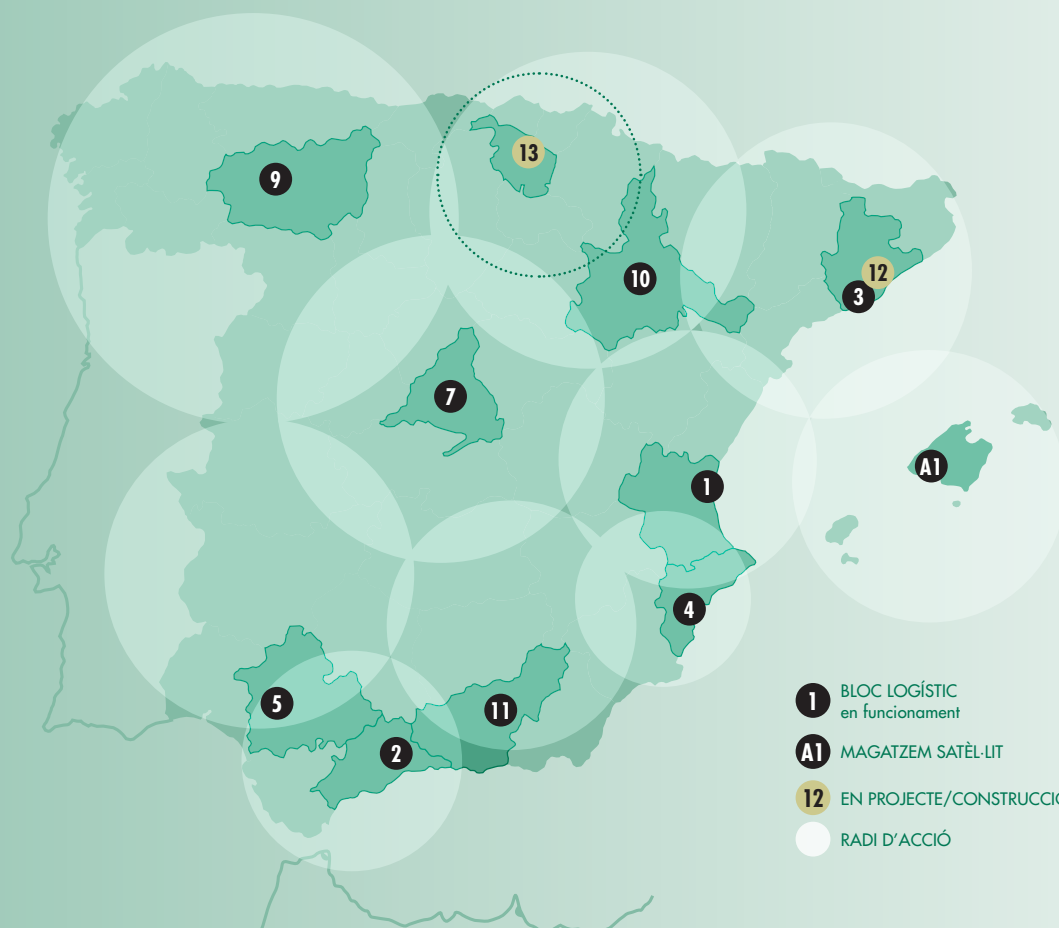 13
9
12
10
3
7
A1
1
4
5
11
2
1 BLOC LOGÍSTIC
en funcionament
A1 MAGATZEM SATÈL·LIT
12 EN PROJECTE/CONSTRUCCIÓ
RADI D'ACCIÓ